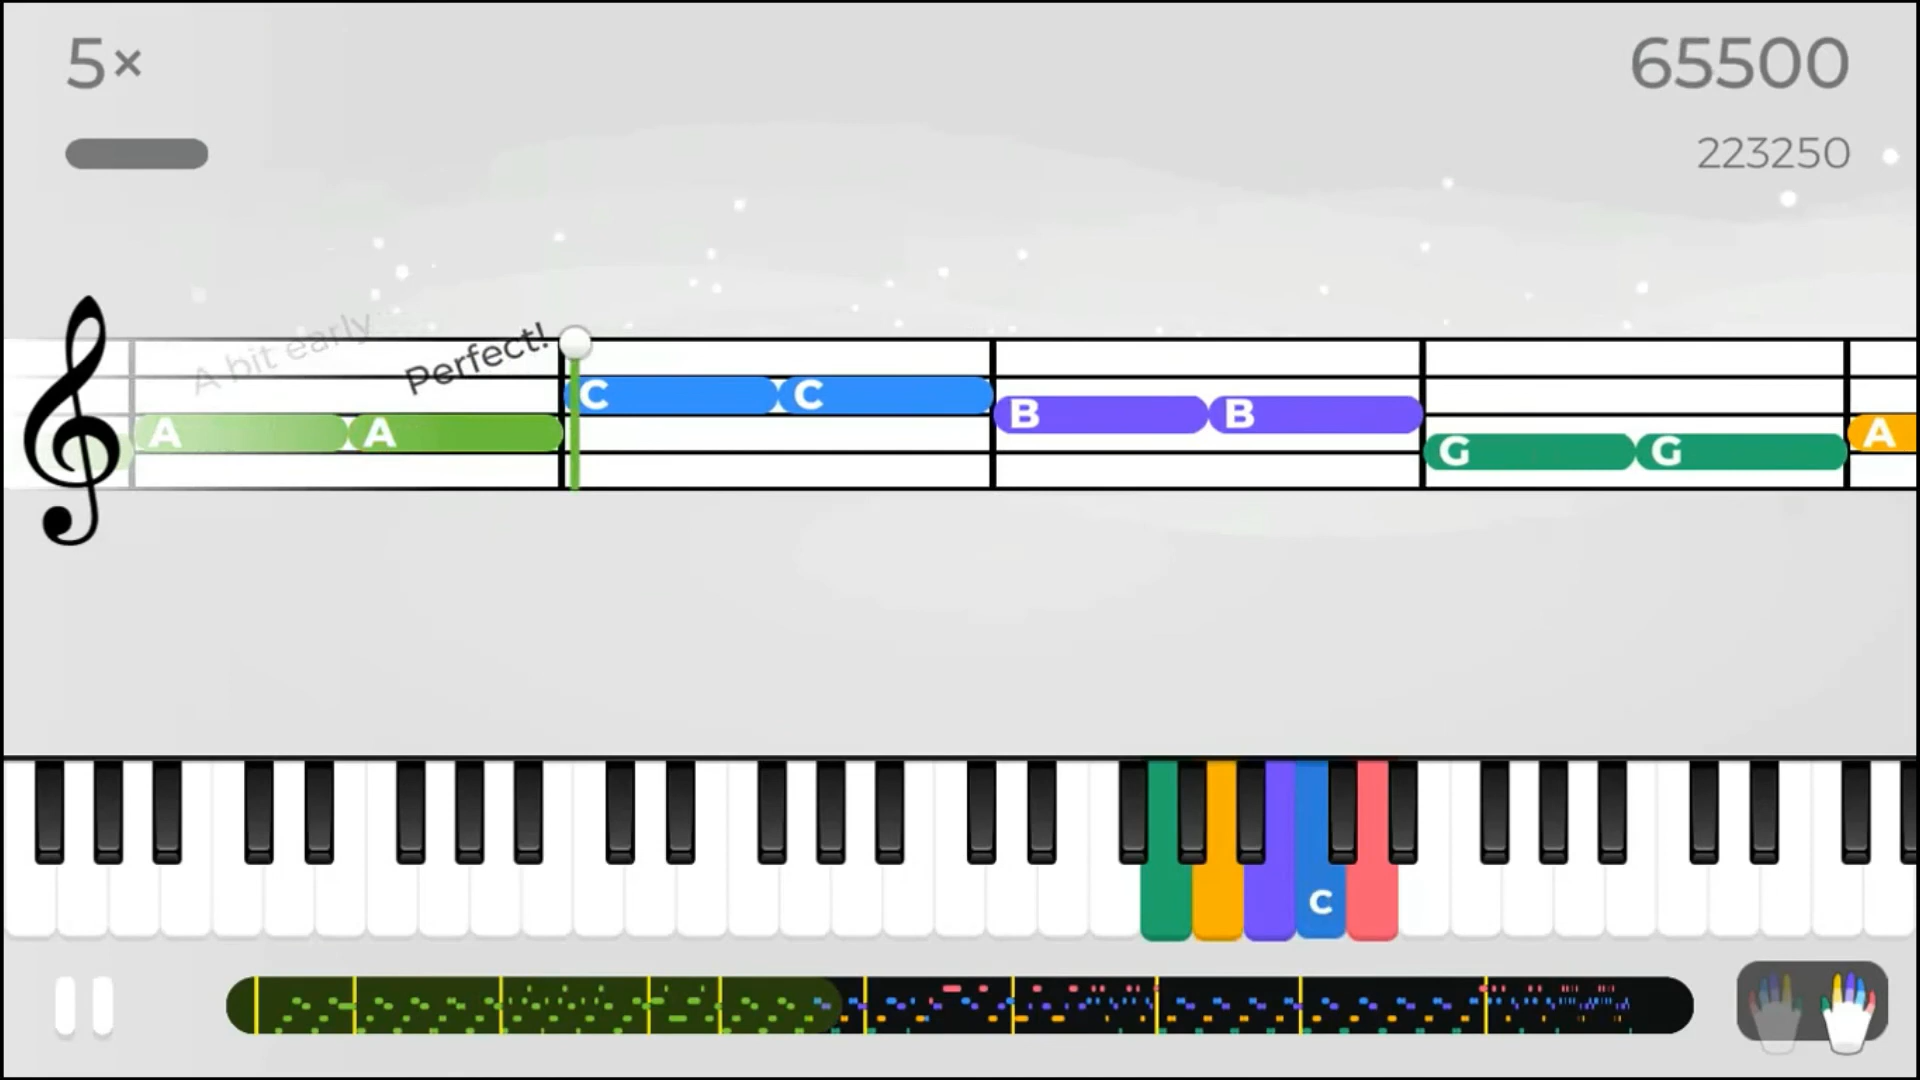 5×
65500
223250
A bit early
Perfect!
A A C C B B G G A
C